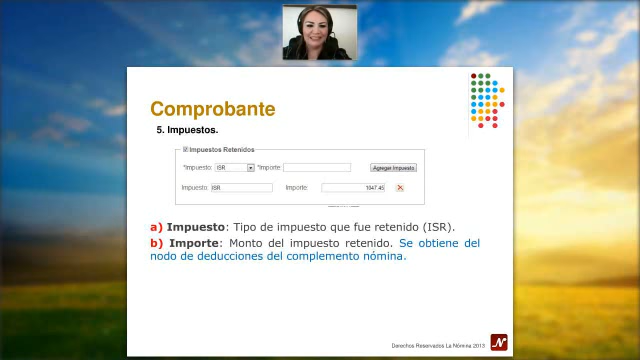 Comprobante
5. Impuestos.
Impuestos Retenidos
*Impuesto: ISR *Importe: Agregar Impuesto
Impuesto: ISR Importe: 1047.45
a) Impuesto: Tipo de impuesto que fue retenido (ISR).
b) Importe: Monto del impuesto retenido. Se obtiene del
nodo de deducciones del complemento nómina.
Derechos Reservados La Nómina 2013
N